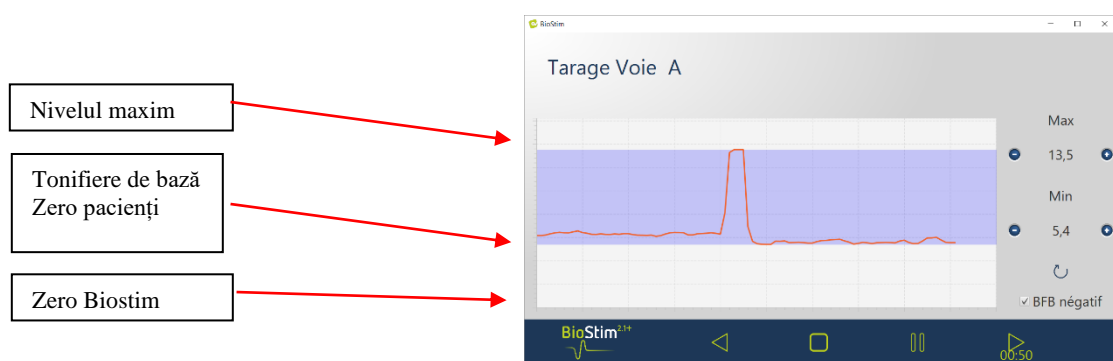 Nivelul maxim
Tonifiere de bază
Zero pacienți
Zero Biostim
BioStim
Tarage Voie A
Max
13,5
Min
5,4
BFB négatif
BioStim 2.1+
00:50